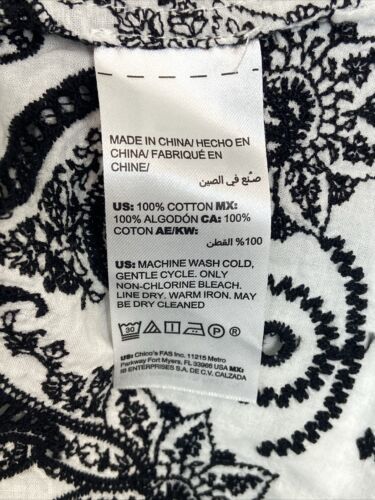 MADE IN CHINA/ HECHO EN
CHINA/ FABRIQUÉ EN
CHINE/
صنع في الصين
US: 100% COTTON MX:
100% ALGODÓN CA: 100%
COTON AE/KW:
100% القطن
US: MACHINE WASH COLD,
GENTLE CYCLE. ONLY
NON-CHLORINE BLEACH.
LINE DRY. WARM IRON. MAY
BE DRY CLEANED
30 P ®
US: Chico's FAS Inc. 11215 Metro
Parkway Fort Myers, FL 33966 USA MX:
IB ENTERPRISES S.A. DE C.V. CALZADA